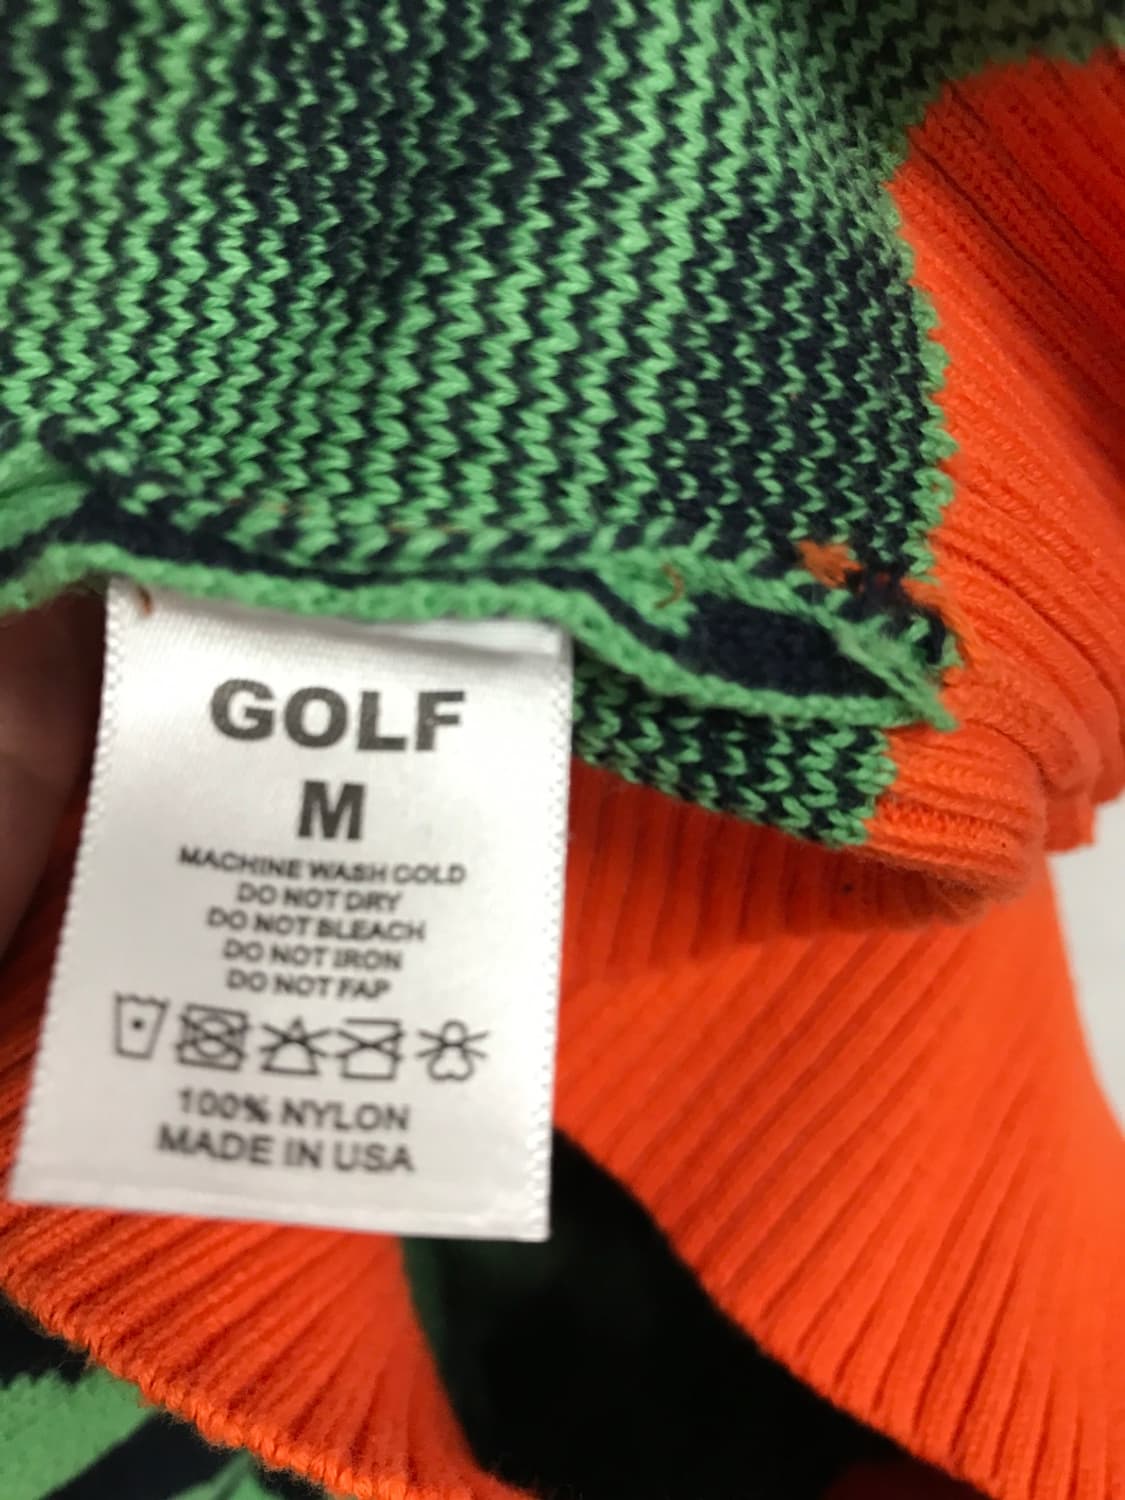 GOLF
M
MACHINE WASH COLD
DO NOT DRY
DO NOT BLEACH
DO NOT IRON
DO NOT FAP
100% NYLON
MADE IN USA